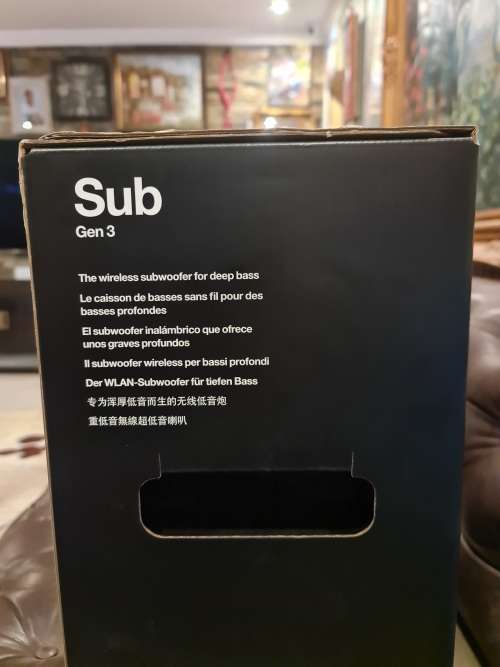 Sub
Gen 3
The wireless subwoofer for deep bass
Le caisson de basses sans fil pour des
basses profondes
El subwoofer inalámbrico que ofrece
unos graves profundos
Il subwoofer wireless per bassi profondi
Der WLAN-Subwoofer für tiefen Bass
专为浑厚低音而生的无线低音炮
重低音無線超低音喇叭